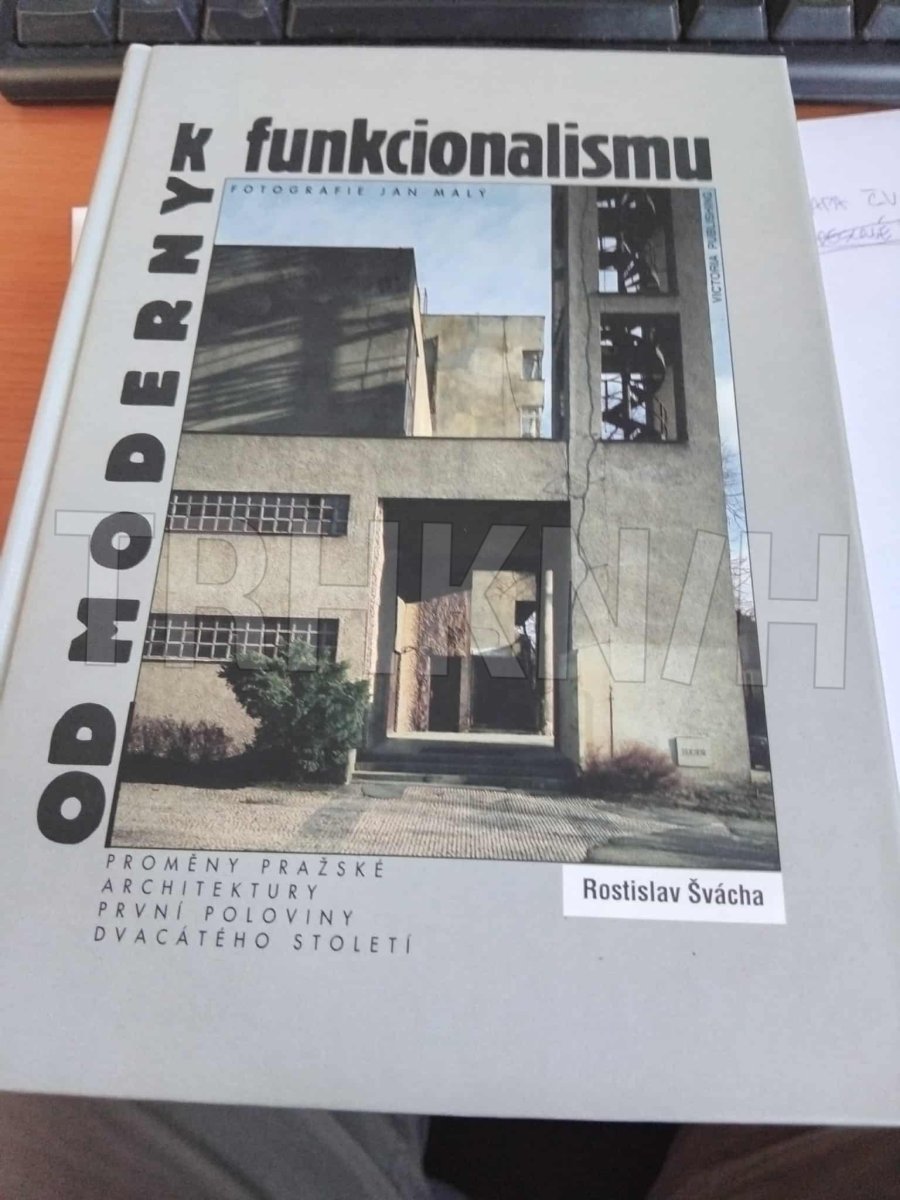 OD MODERNY K funkcionalismu
FOTOGRAFIE JAN MALÝ
VICTORIA PUBLISHING
PROMĚNY PRAŽSKÉ
ARCHITEKTURY
PRVNÍ POLOVINY
DVACÁTÉHO STOLETÍ
Rostislav Švácha
TRHKNIH